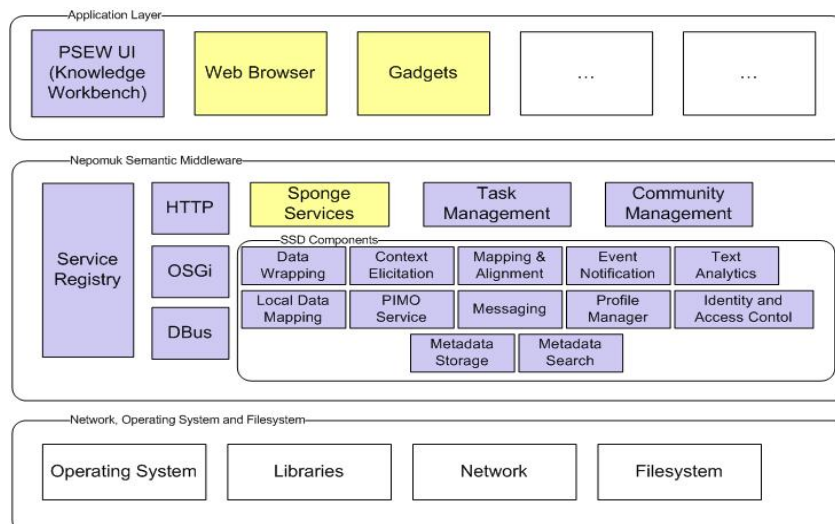 Application Layer
PSEW UI
(Knowledge
Workbench)
Web Browser
Gadgets
...
...
Nepomuk Semantic Middleware
Service
Registry
HTTP
OSGi
DBus
Sponge
Services
Task
Management
Community
Management
SSD Components
Data
Wrapping
Context
Elicitation
Mapping &
Alignment
Event
Notification
Text
Analytics
Local Data
Mapping
PIMO
Service
Messaging
Profile
Manager
Identity and
Access Contol
Metadata
Storage
Metadata
Search
Network, Operating System and Filesystem
Operating System
Libraries
Network
Filesystem